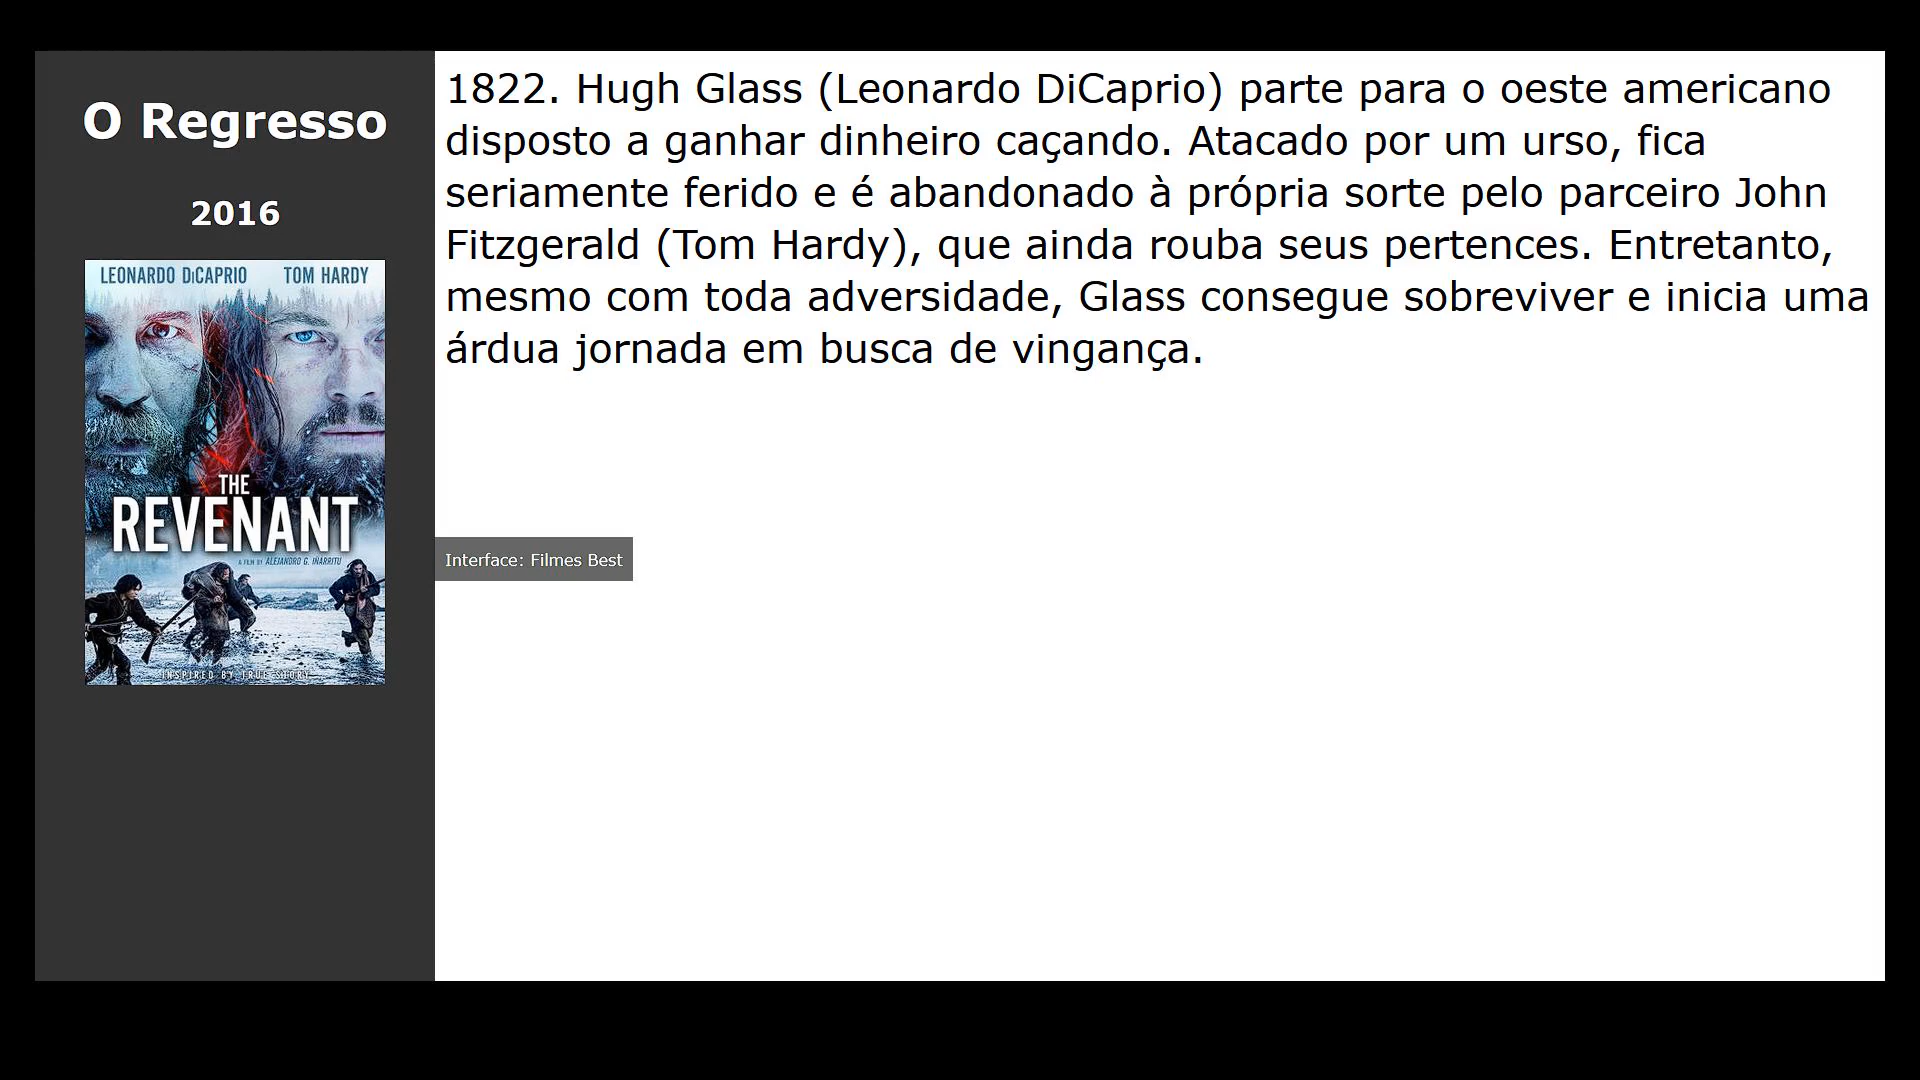 O Regresso
2016
LEONARDO DiCAPRIO TOM HARDY
THE
REVENANT
A FILM BY ALEJANDRO G. IÑÁRRITU
INSPIRED BY TRUE STORY
1822. Hugh Glass (Leonardo DiCaprio) parte para o oeste americano
disposto a ganhar dinheiro caçando. Atacado por um urso, fica
seriamente ferido e é abandonado à própria sorte pelo parceiro John
Fitzgerald (Tom Hardy), que ainda rouba seus pertences. Entretanto,
mesmo com toda adversidade, Glass consegue sobreviver e inicia uma
árdua jornada em busca de vingança.
Interface: Filmes Best